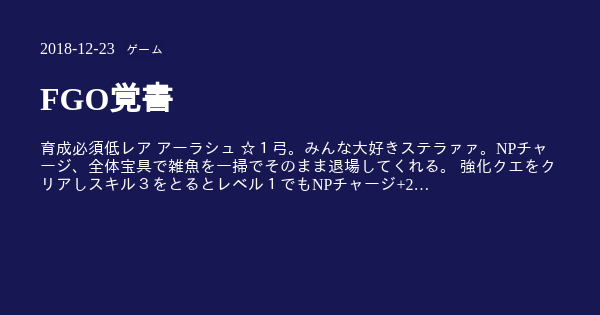 2018-12-23 ゲーム
FGO覚書
育成必須低レア アーラシュ ☆１弓。みんな大好きステラァァ。NPチャ
ージ、全体宝具で雑魚を一掃でそのまま退場してくれる。 強化クエをク
リアしスキル３をとるとレベル１でもNPチャージ+2…